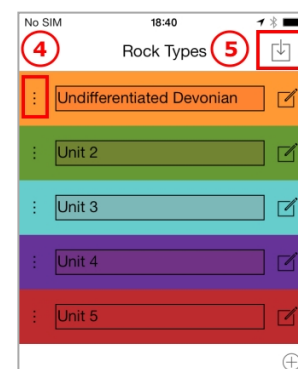 No SIM 18:40
4 Rock Types 5
Undifferentiated Devonian
Unit 2
Unit 3
Unit 4
Unit 5